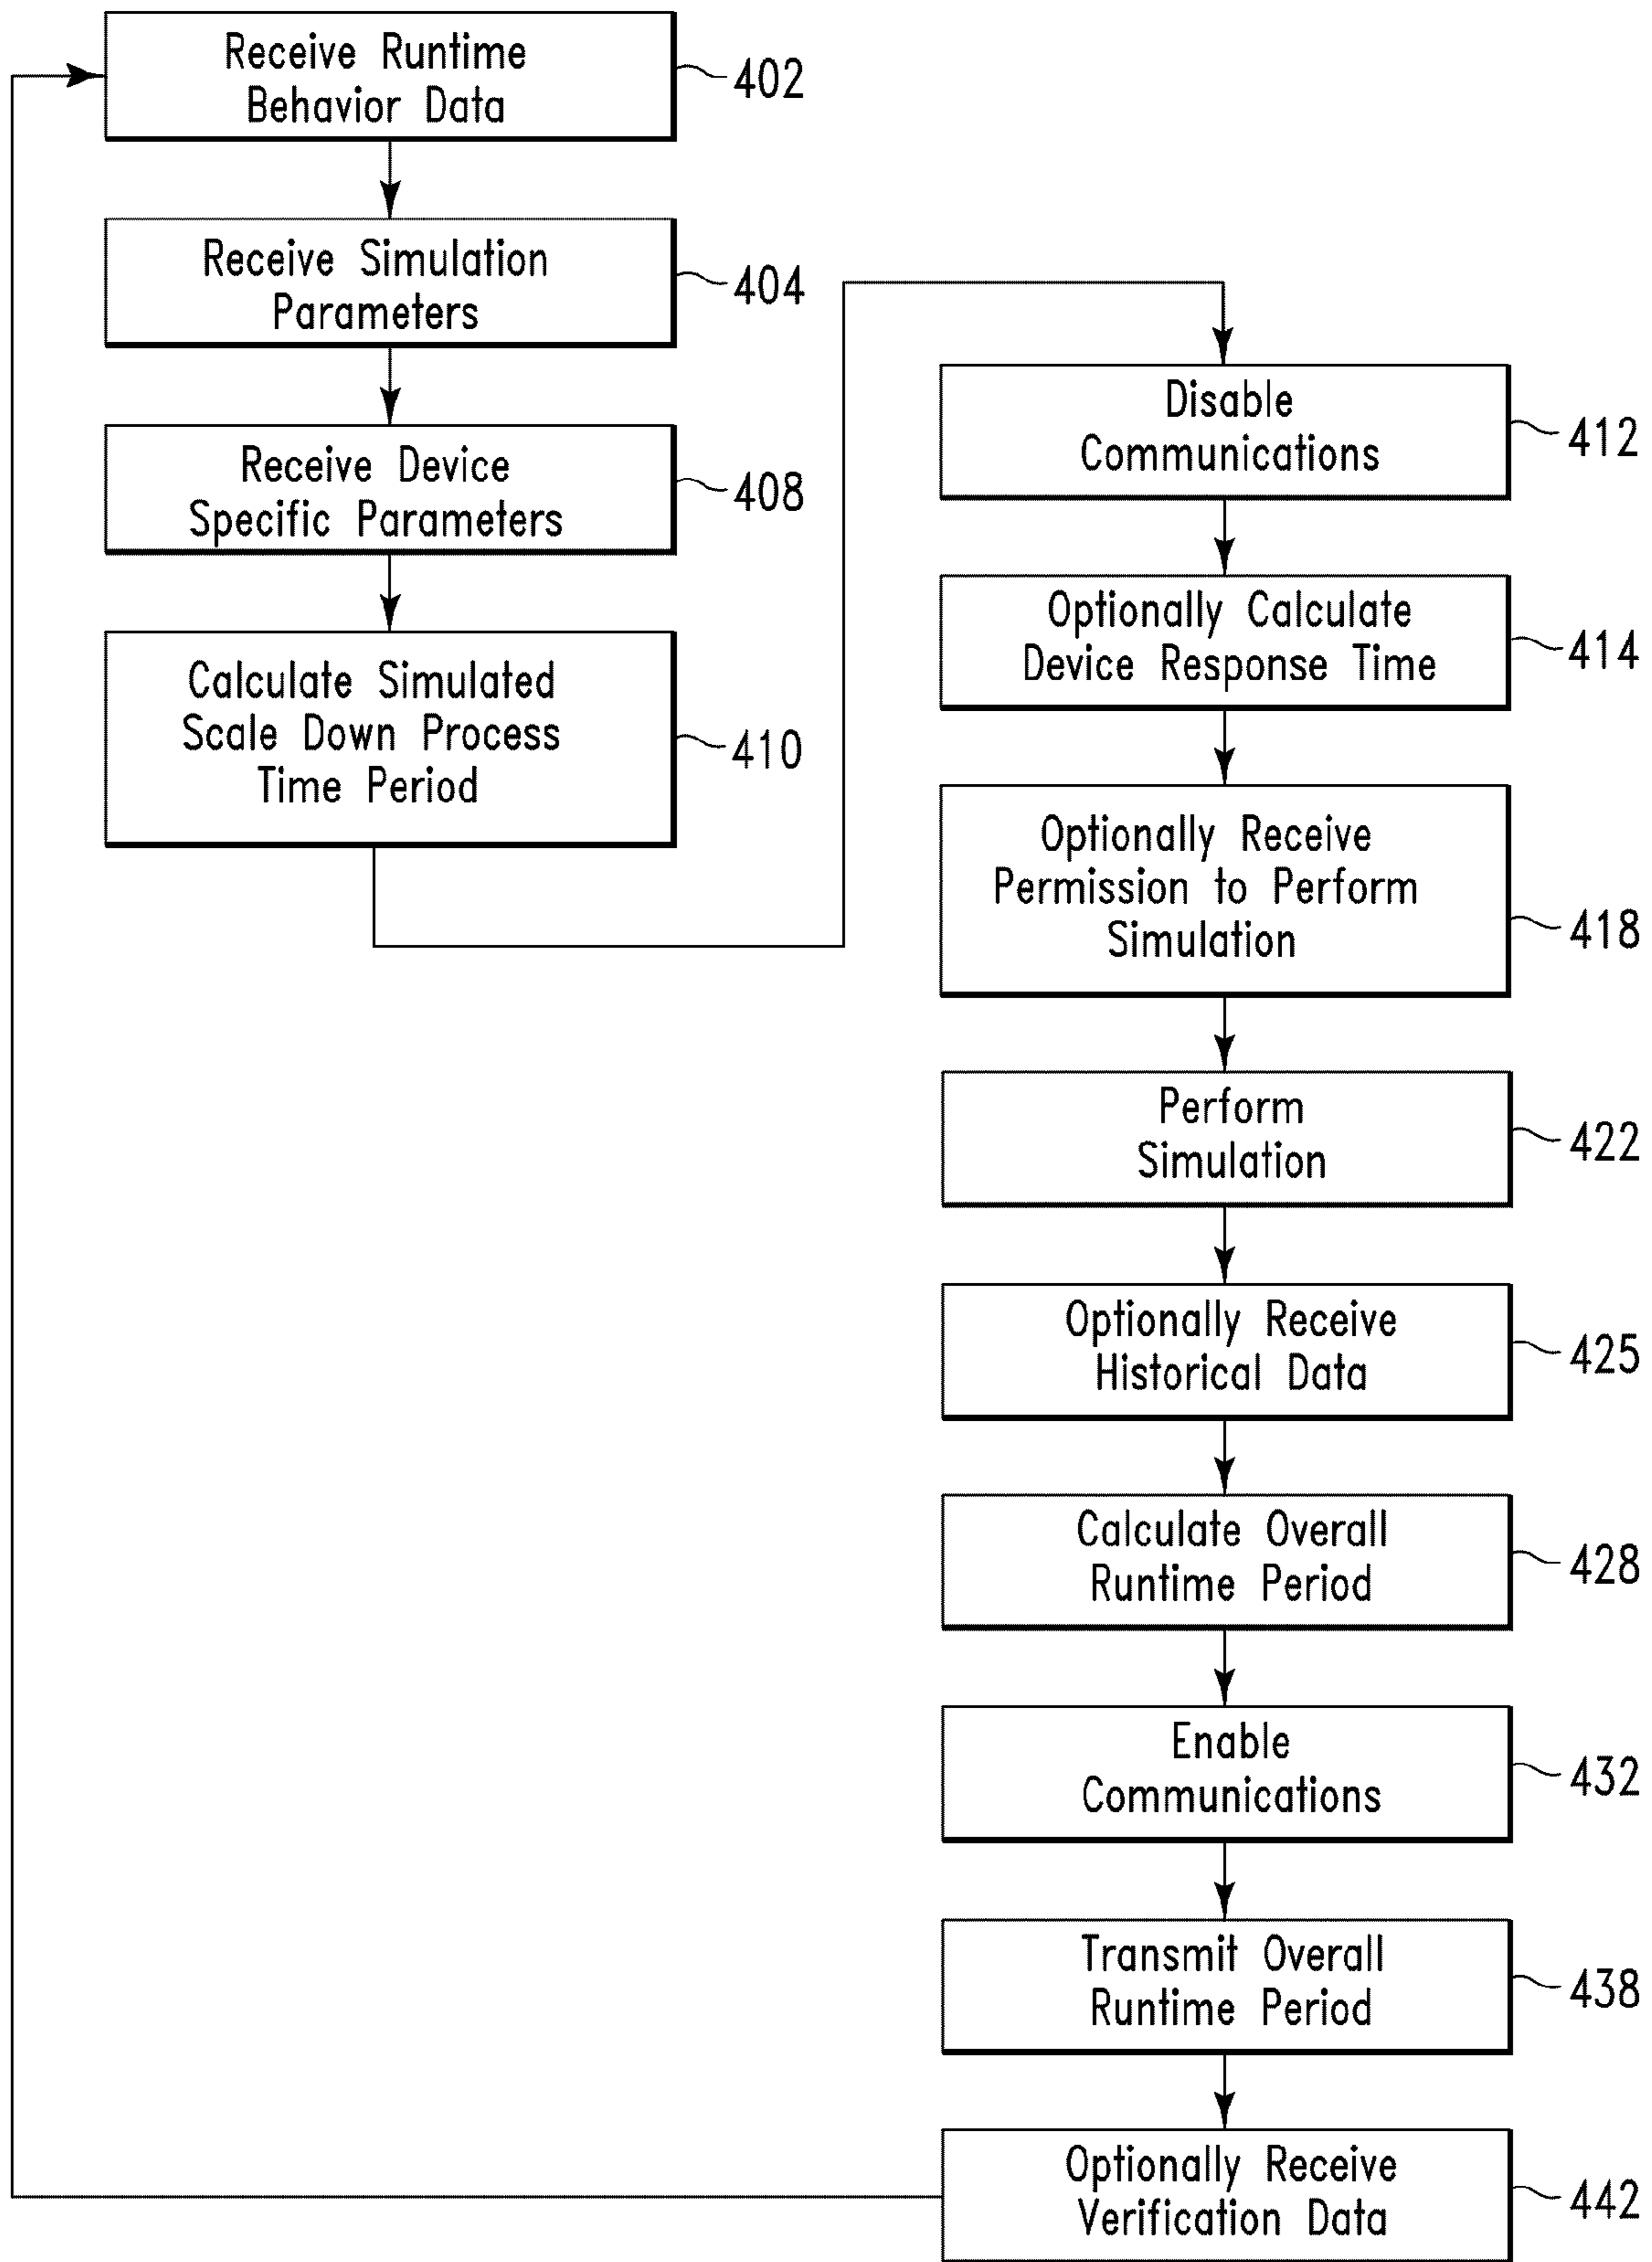 Receive Runtime
Behavior Data
402
Receive Simulation
Parameters
404
Receive Device
Specific Parameters
408
Calculate Simulated
Scale Down Process
Time Period
410
Disable
Communications
412
Optionally Calculate
Device Response Time
414
Optionally Receive
Permission to Perform
Simulation
418
Perform
Simulation
422
Optionally Receive
Historical Data
425
Calculate Overall
Runtime Period
428
Enable
Communications
432
Transmit Overall
Runtime Period
438
Optionally Receive
Verification Data
442